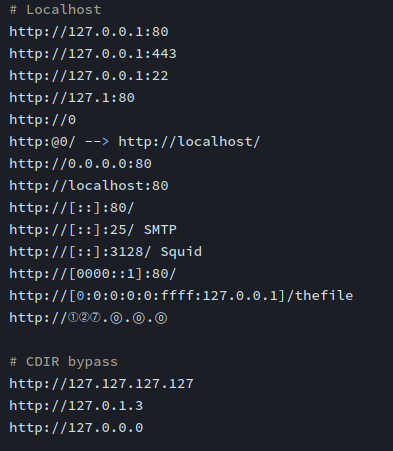 # Localhost
http://127.0.0.1:80
http://127.0.0.1:443
http://127.0.0.1:22
http://127.1:80
http://0
http:@0/ --> http://localhost/
http://0.0.0.0:80
http://localhost:80
http://[::]:80/
http://[::]:25/ SMTP
http://[::]:3128/ Squid
http://[0000::1]:80/
http://[0:0:0:0:0:ffff:127.0.0.1]/thefile
http://①②⑦.⓪.⓪.⓪
# CDIR bypass
http://127.127.127.127
http://127.0.1.3
http://127.0.0.0